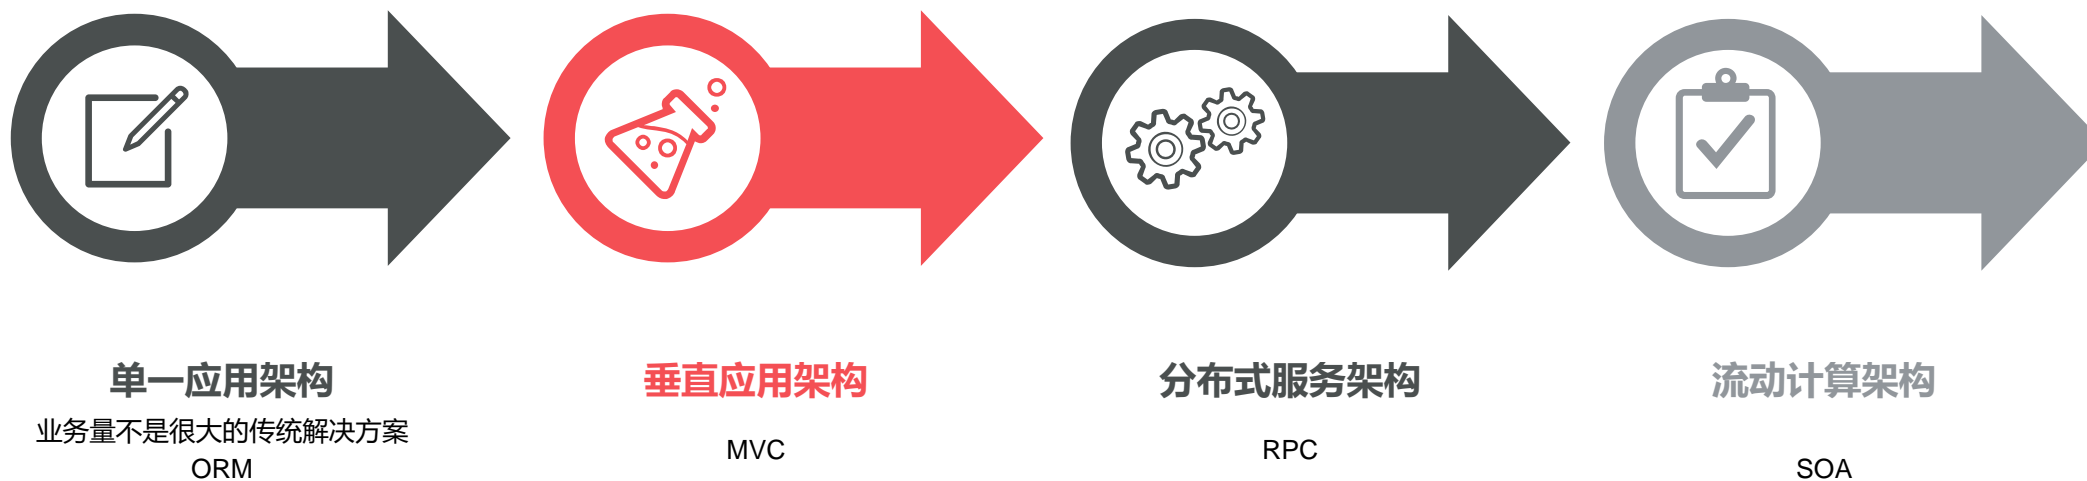 单一应用架构
业务量不是很大的传统解决方案
ORM
垂直应用架构
MVC
分布式服务架构
RPC
流动计算架构
SOA